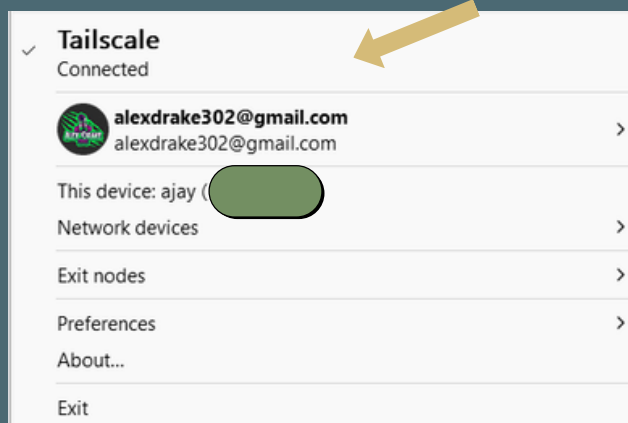 Tailscale
Connected
alexdrake302@gmail.com
alexdrake302@gmail.com
This device: ajay (
Network devices
Exit nodes
Preferences
About...
Exit